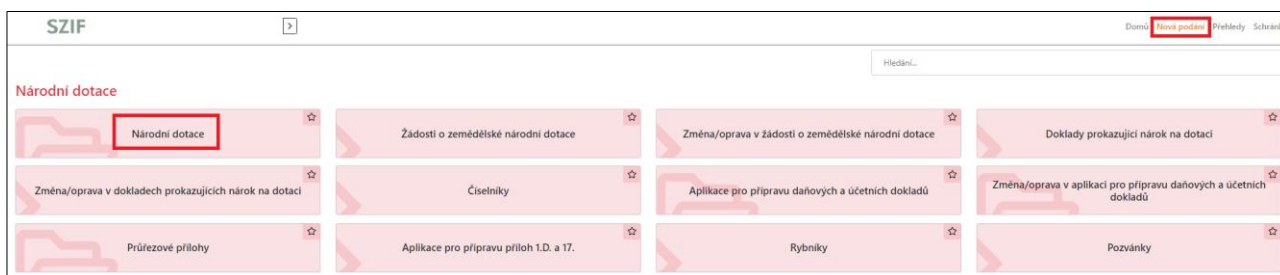 SZIF
Domů Nová podání Přehledy
Hledání...
Národní dotace
Národní dotace
Žádosti o zemědělské národní dotace
Změna/oprava v žádosti o zemědělské národní dotace
Doklady prokazující nárok na dotaci
Změna/oprava v dokladech prokazujících nárok na dotaci
Číselníky
Aplikace pro přípravu daňových a účetních dokladů
Změna/oprava v aplikaci pro přípravu daňových a účetních
dokladů
Průřezové přílohy
Aplikace pro přípravu příloh 1.D. a 17.
Rybníky
Pozvánky